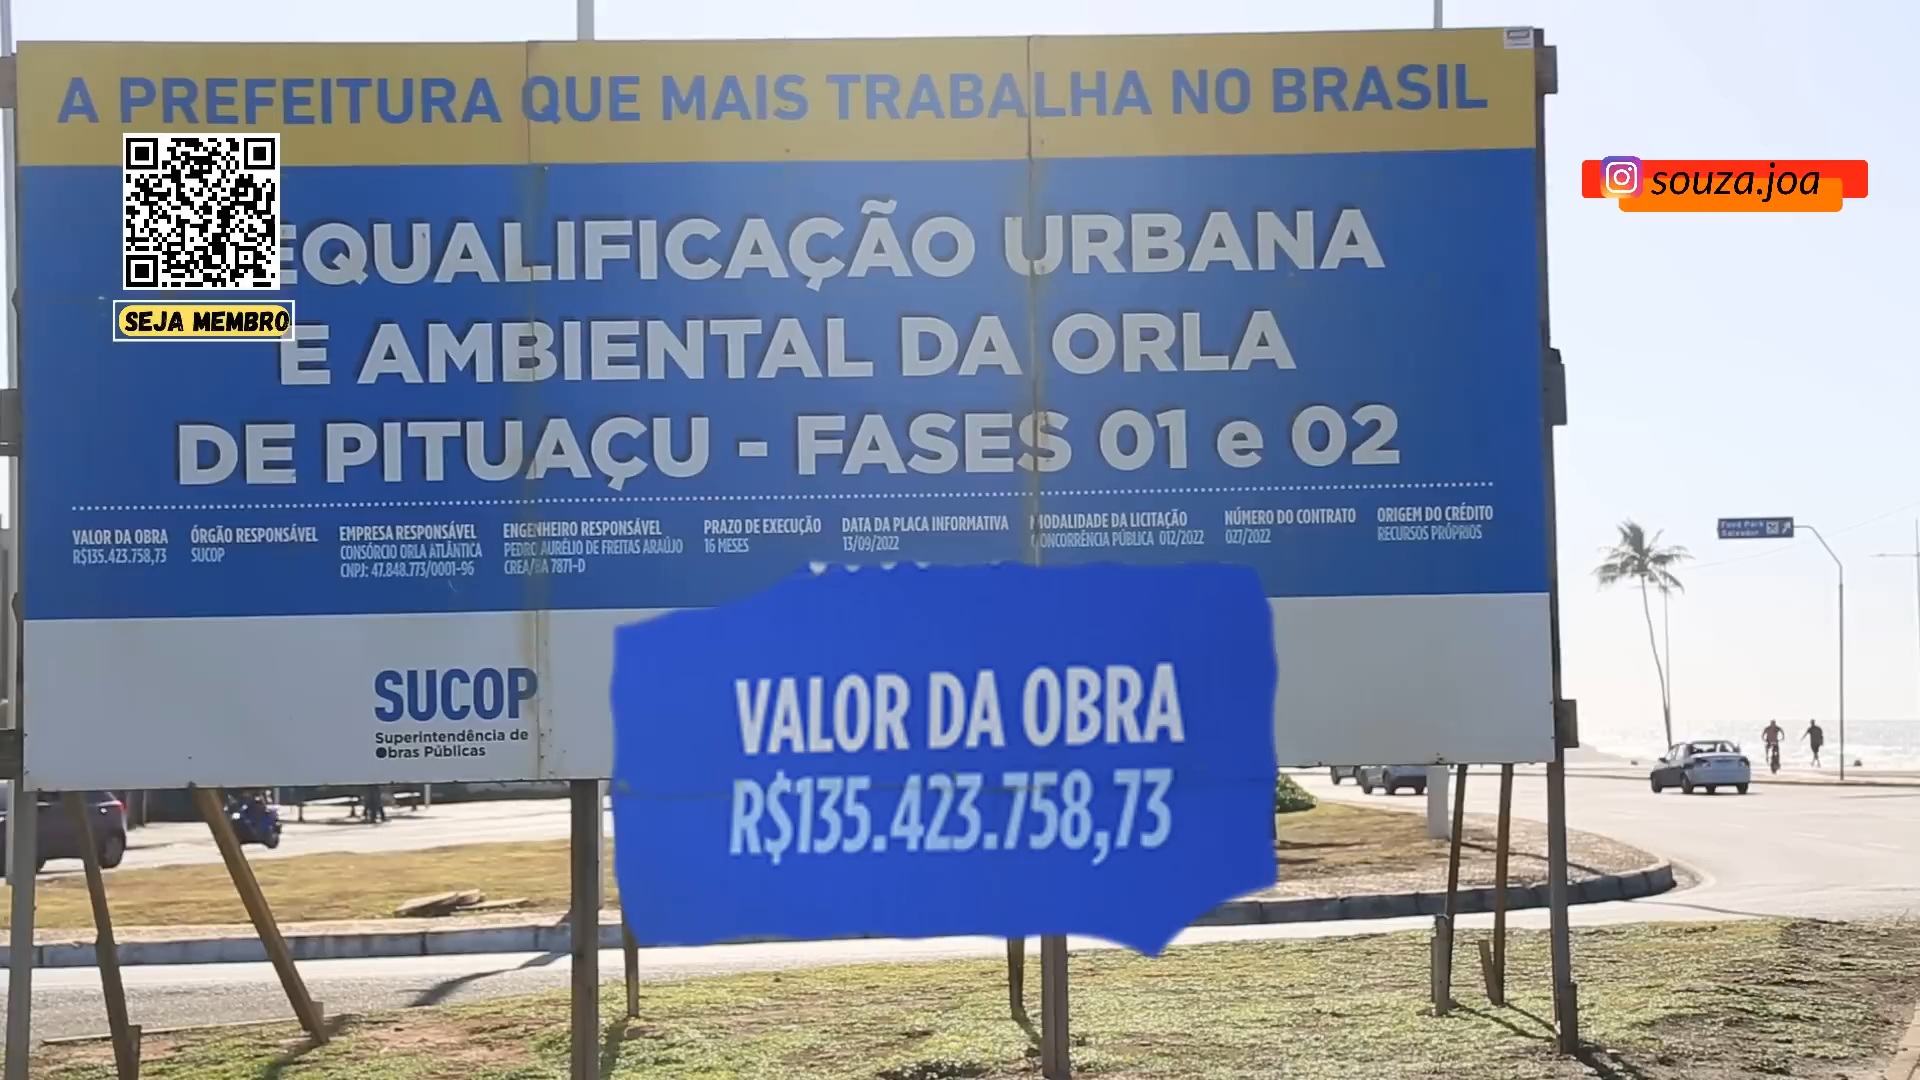 A PREFEITURA QUE MAIS TRABALHA NO BRASIL
EQUALIFICAÇÃO URBANA
E AMBIENTAL DA ORLA
DE PITUAÇU - FASES 01 e 02
SEJA MEMBRO
souza.joa
VALOR DA OBRA
R$135.423.758,73
ÓRGÃO RESPONSÁVEL
SUCOP
EMPRESA RESPONSÁVEL
CONSÓRCIO ORLA ATLÂNTICA
CNPJ: 47.848.773/0001-96
ENGENHEIRO RESPONSÁVEL
PEDRO AURÉLIO DE FREITAS ARAÚJO
CREA/BA 7871-D
PRAZO DE EXECUÇÃO
16 MESES
DATA DA PLACA INFORMATIVA
13/09/2022
MODALIDADE DA LICITAÇÃO
CONCORRÊNCIA PÚBLICA 012/2022
NÚMERO DO CONTRATO
027/2022
ORIGEM DO CRÉDITO
RECURSOS PRÓPRIOS
SUCOP
Superintendência de
Obras Públicas
VALOR DA OBRA
R$135.423.758,73